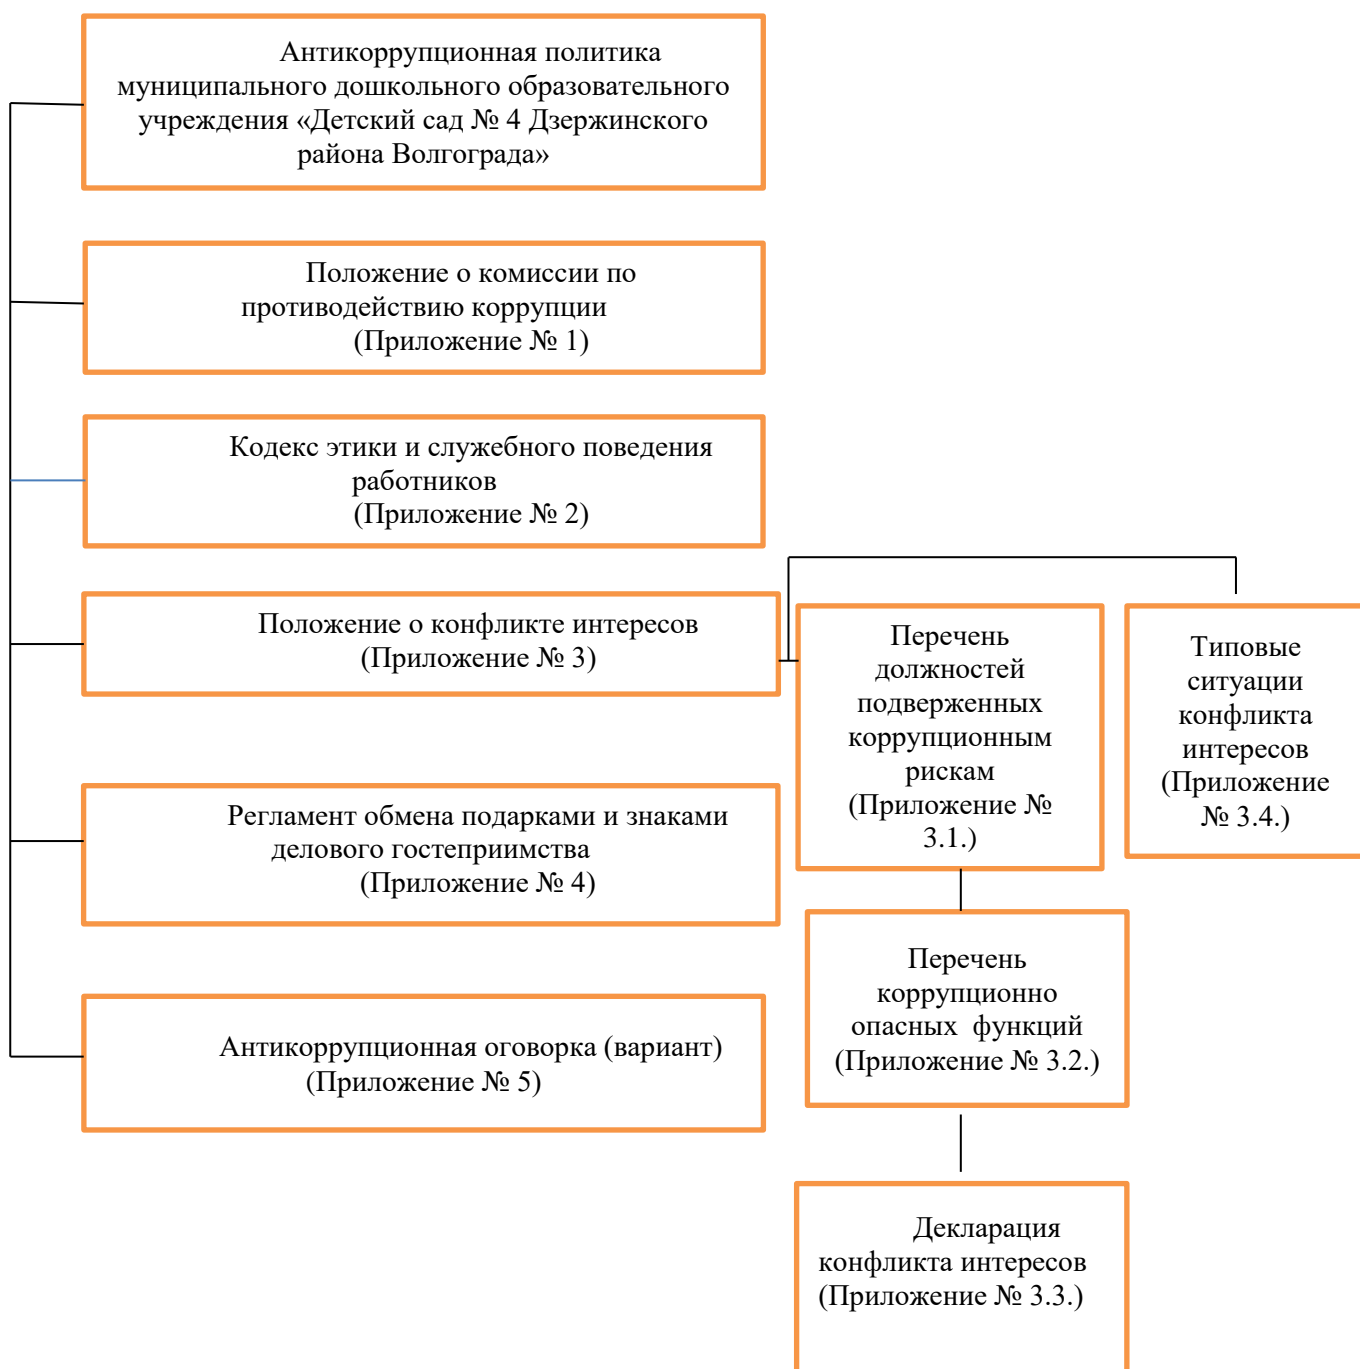 Антикоррупционная политика
муниципального дошкольного образовательного
учреждения «Детский сад № 4 Дзержинского
района Волгограда»
Положение о комиссии по
противодействию коррупции
(Приложение № 1)
Кодекс этики и служебного поведения
работников
(Приложение № 2)
Положение о конфликте интересов
(Приложение № 3)
Перечень
должностей
подверженных
коррупционным
рискам
(Приложение №
3.1.)
Типовые
ситуации
конфликта
интересов
(Приложение
№ 3.4.)
Регламент обмена подарками и знаками
делового гостеприимства
(Приложение № 4)
Перечень
коррупционно
опасных  функций
(Приложение № 3.2.)
Антикоррупционная оговорка (вариант)
(Приложение № 5)
Декларация
конфликта интересов
(Приложение № 3.3.)